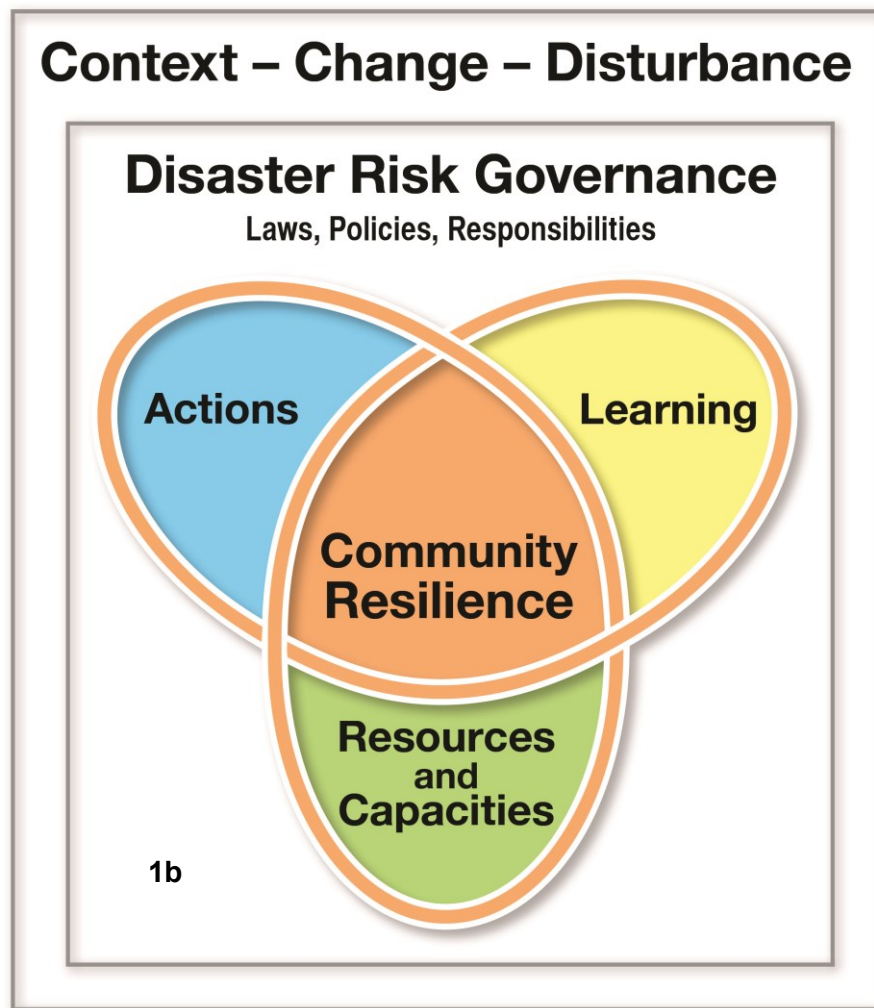 Context – Change – Disturbance
Disaster Risk Governance
Laws, Policies, Responsibilities
Actions
Learning
Community
Resilience
Resources
and
Capacities
1b